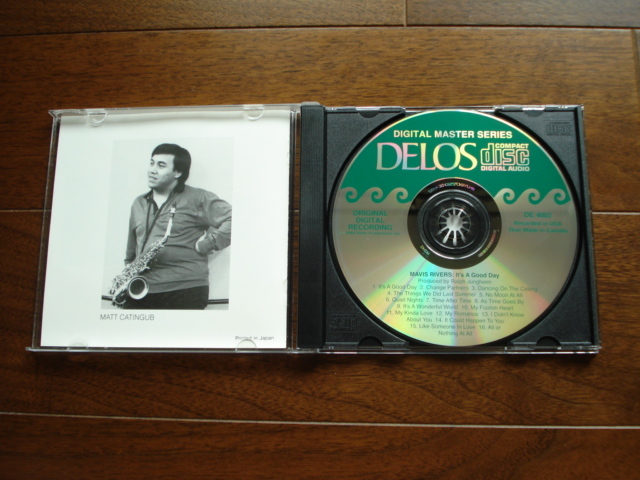 MATT CATINGUB
Printed in Japan
DIGITAL MASTER SERIES
DELOS COMPACT disc DIGITAL AUDIO
ORIGINAL
DIGITAL
RECORDING
DE 4002
MAVIS RIVERS: It's A Good Day
Produced by Ralph Jungheim
1. It's A Good Day 2. Change Partners 3. Dancing On The Ceiling
4. The Things We Did Last Summer 5. No Moon At All
6. Quiet Nights 7. Time After Time 8. As Time Goes By
9. It's A Wonderful World 10. My Foolish Heart
11. My Kinda Love 12. My Romance 13. I Didn't Know
About You 14. It Could Happen To You
15. Like Someone In Love 16. All or
Nothing At All